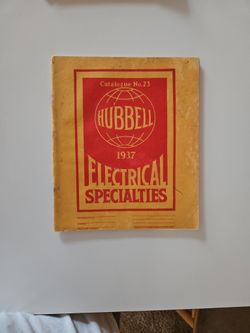 Catalogue No. 23
HUBBELL
1937
ELECTRICAL
SPECIALTIES